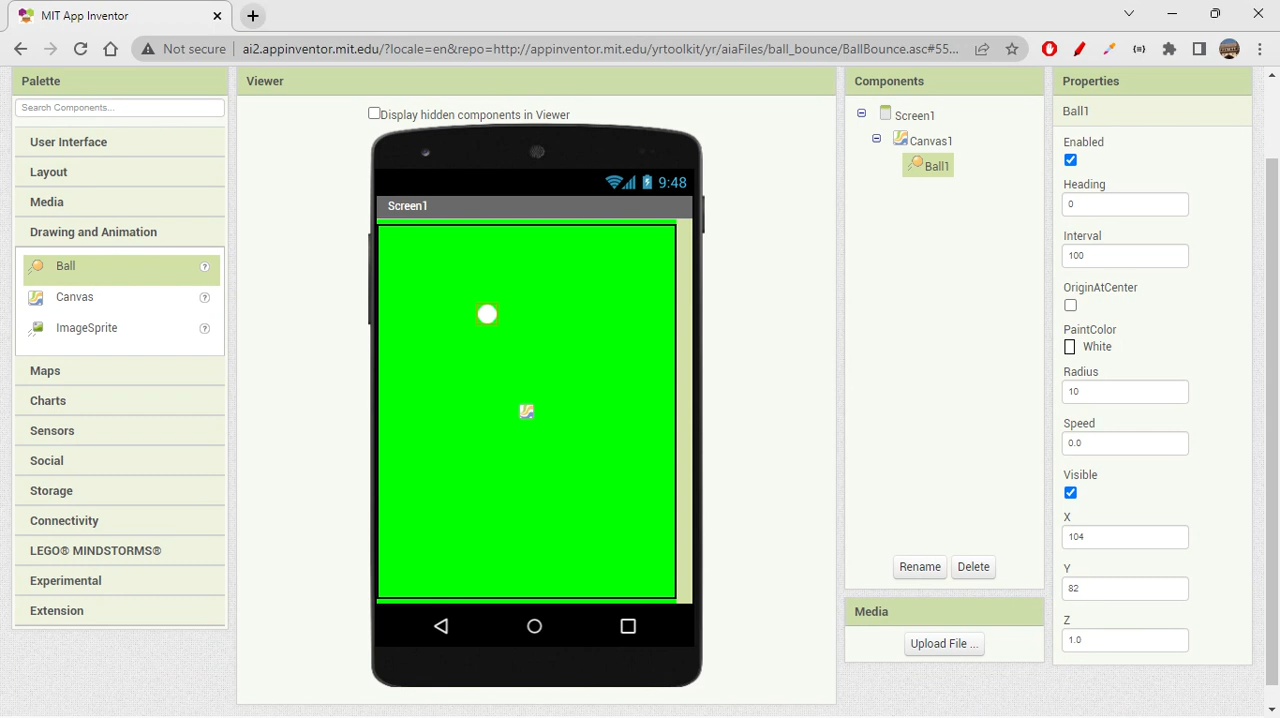 MIT App Inventor
Not secure
ai2.appinventor.mit.edu/?locale=en&repo=http://appinventor.mit.edu/yrtoolkit/yr/aiaFiles/ball_bounce/BallBounce.asc#55...
Palette
Search Components...
User Interface
Layout
Media
Drawing and Animation
Ball
?
Canvas
?
ImageSprite
?
Maps
Charts
Sensors
Social
Storage
Connectivity
LEGO® MINDSTORMS®
Experimental
Extension
Viewer
Display hidden components in Viewer
9:48
Screen1
Components
Screen1
Canvas1
Ball1
Rename
Delete
Media
Upload File ...
Properties
Ball1
Enabled
Heading
0
Interval
100
OriginAtCenter
PaintColor
White
Radius
10
Speed
0.0
Visible
X
104
Y
82
Z
1.0